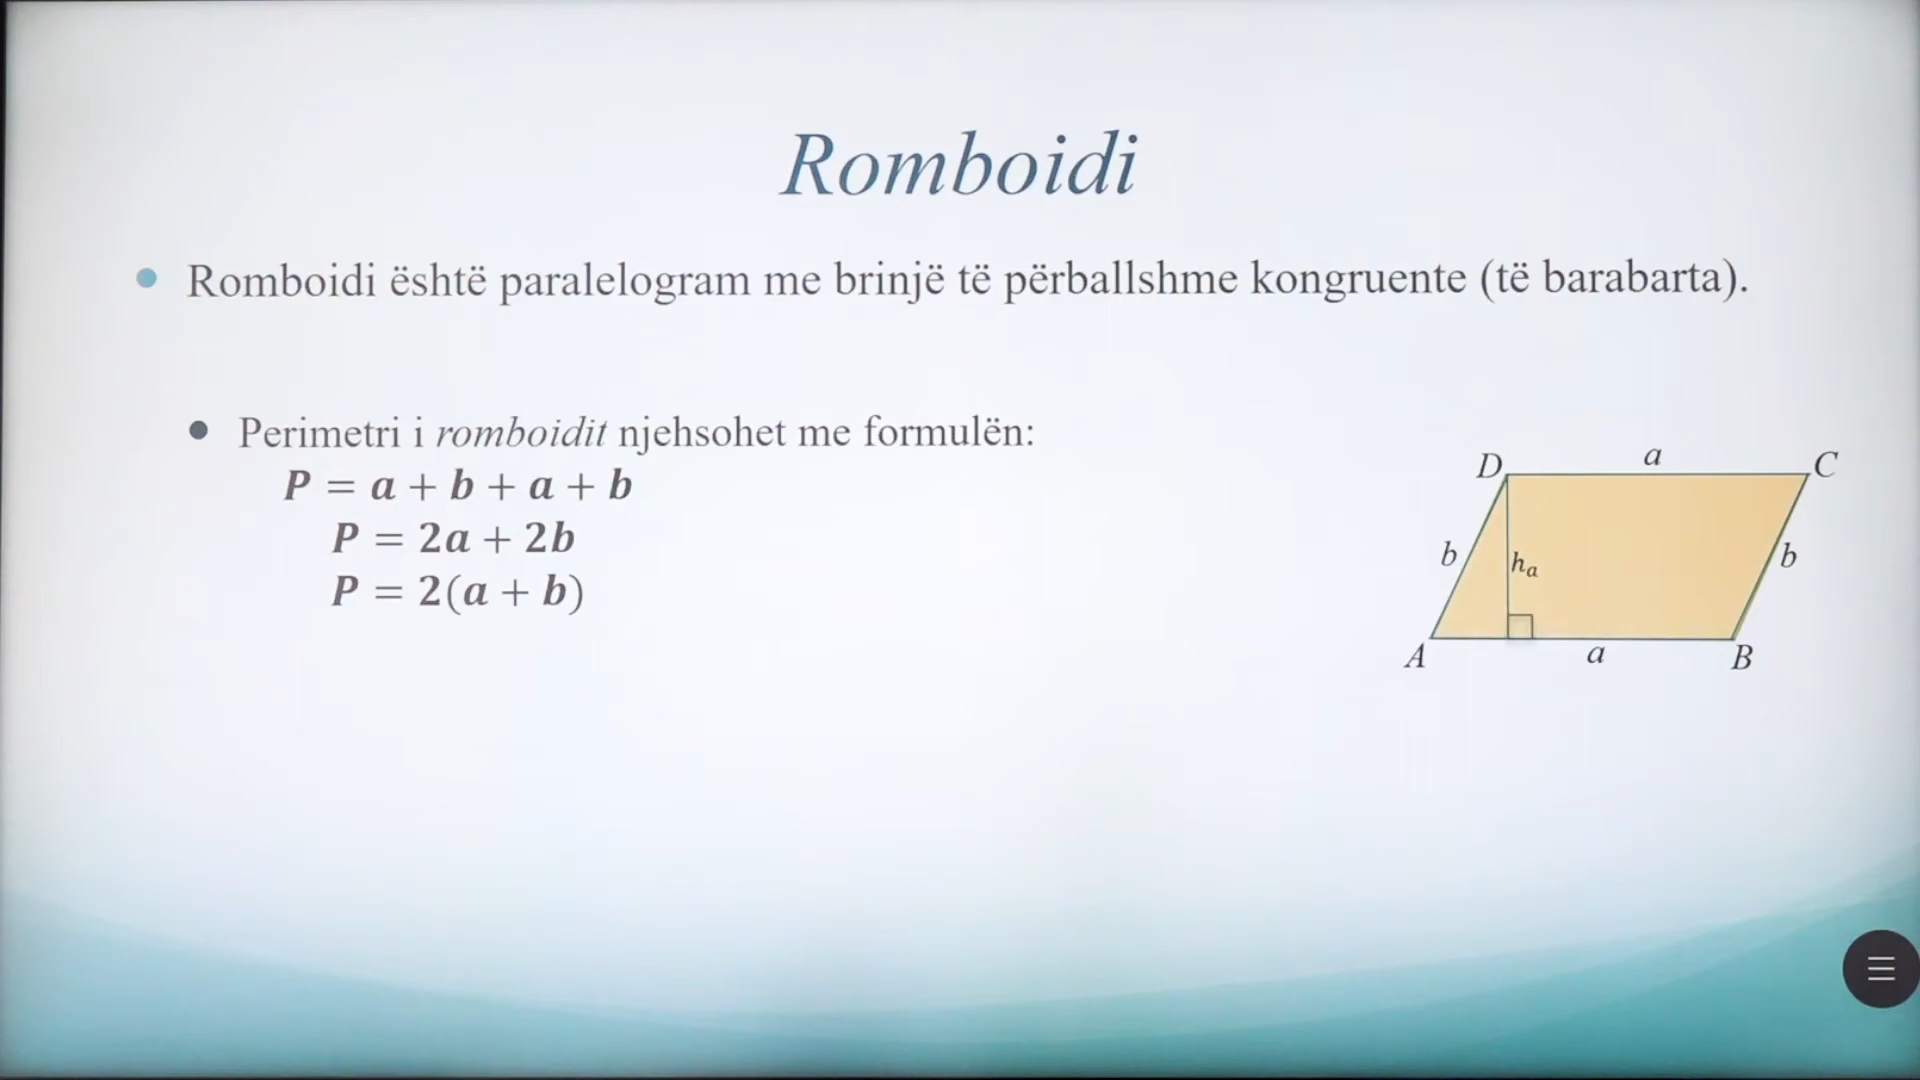 Romboidi
Romboidi është paralelogram me brinjë të përballshme kongruente (të barabarta).
Perimetri i romboidit njehsohet me formulën:
P = a + b + a + b
P = 2a + 2b
P = 2(a + b)
D a C
b hₐ b
A a B